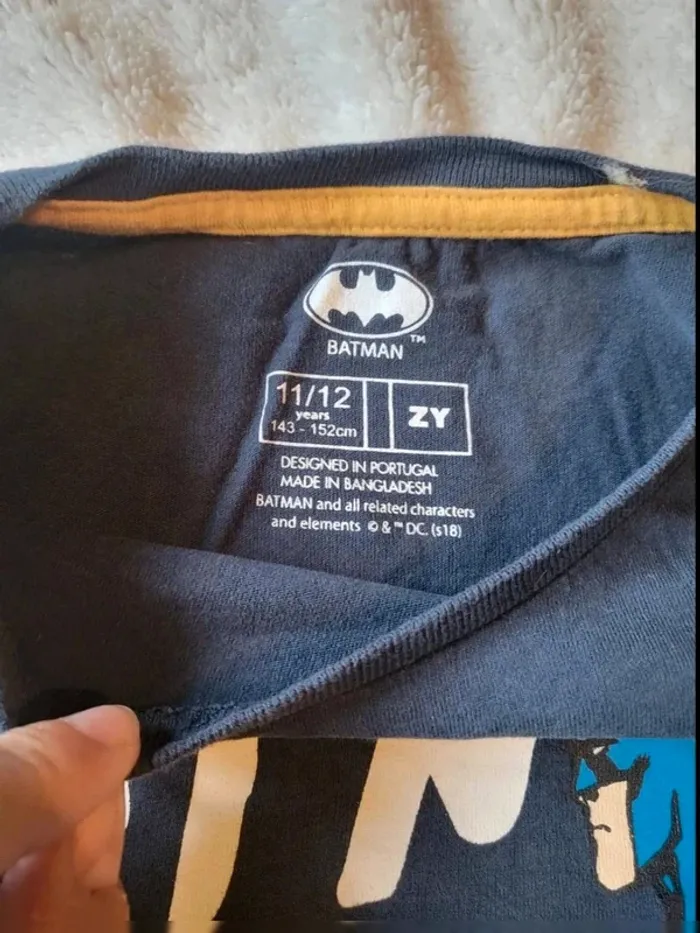 BATMAN™
11/12
years
143 - 152cm
ZY
DESIGNED IN PORTUGAL
MADE IN BANGLADESH
BATMAN and all related characters
and elements © & ™ DC. (s18)